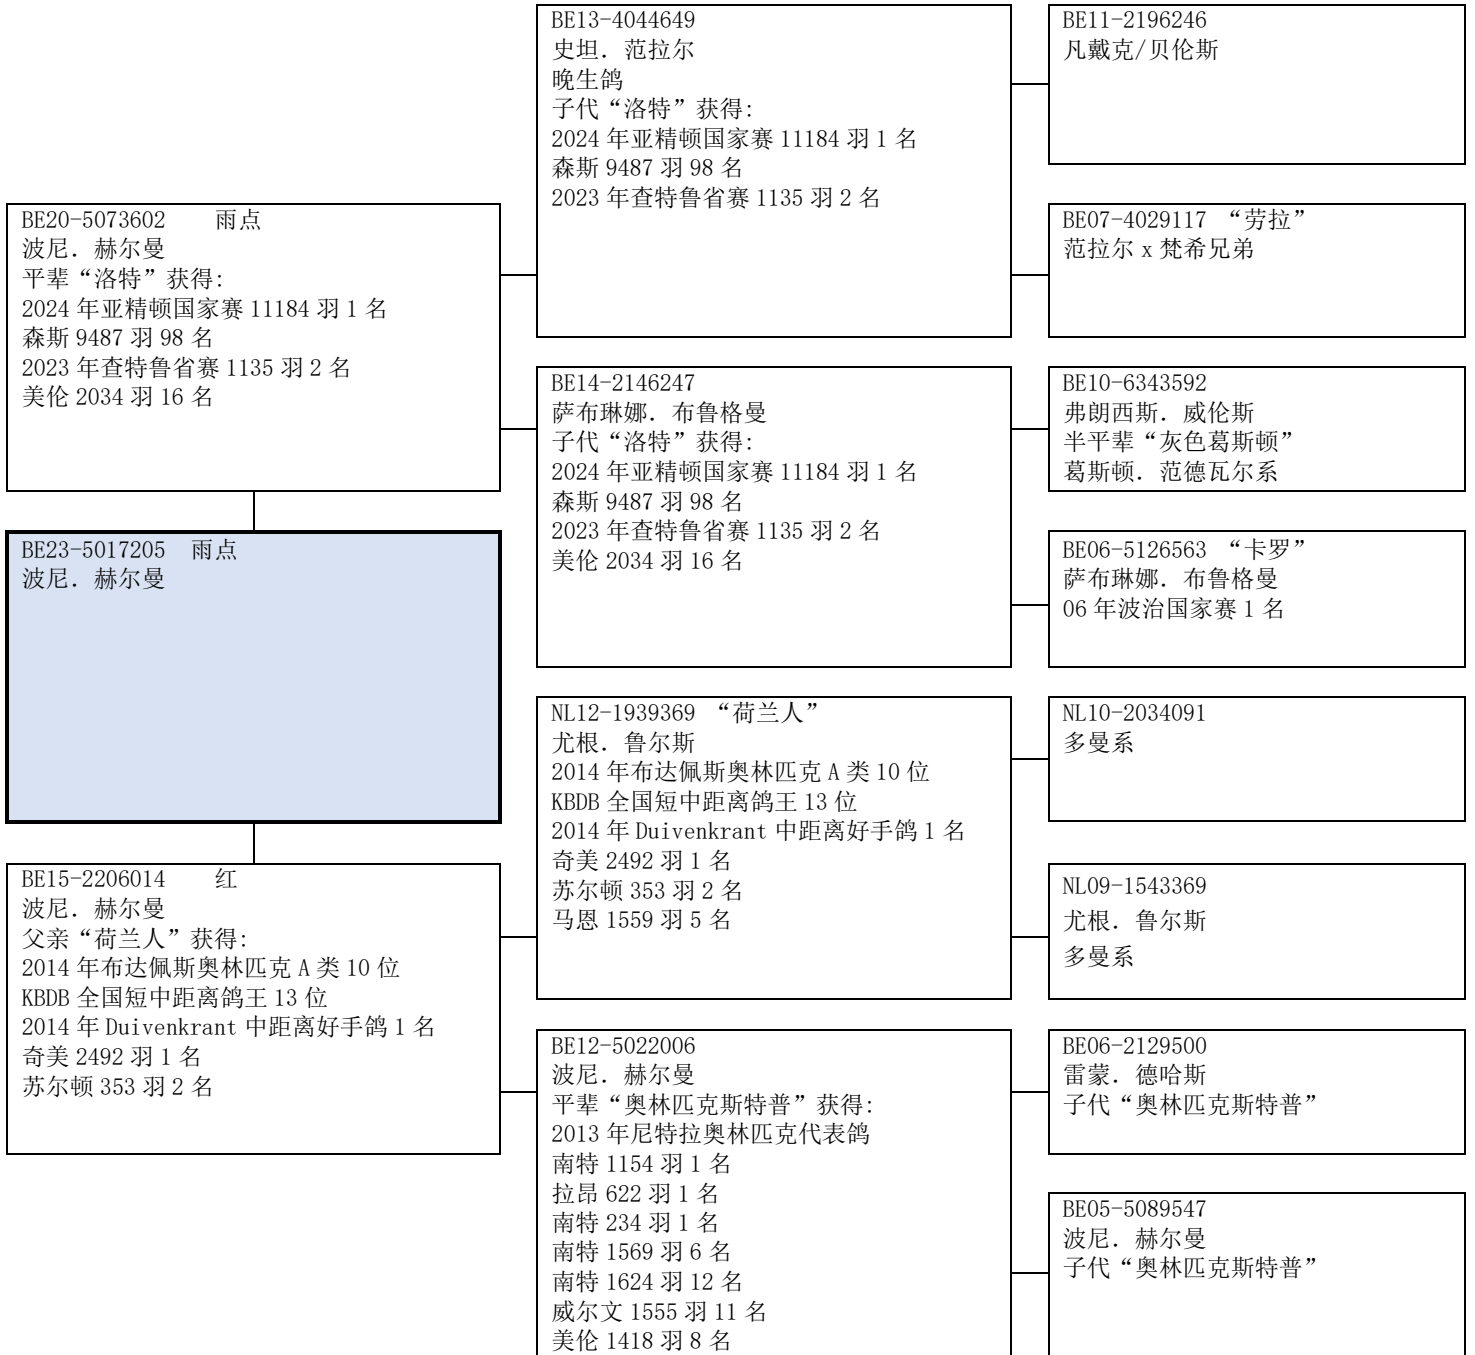 BE13-4044649
史坦．范拉尔
晚生鸽
子代“洛特”获得:
2024 年亚精顿国家赛 11184 羽 1 名
森斯 9487 羽 98 名
2023 年查特鲁省赛 1135 羽 2 名
BE11-2196246
凡戴克/贝伦斯
BE20-5073602 雨点
波尼．赫尔曼
平辈“洛特”获得:
2024 年亚精顿国家赛 11184 羽 1 名
森斯 9487 羽 98 名
2023 年查特鲁省赛 1135 羽 2 名
美伦 2034 羽 16 名
BE07-4029117 “劳拉”
范拉尔 x 梵希兄弟
BE14-2146247
萨布琳娜．布鲁格曼
子代“洛特”获得:
2024 年亚精顿国家赛 11184 羽 1 名
森斯 9487 羽 98 名
2023 年查特鲁省赛 1135 羽 2 名
美伦 2034 羽 16 名
BE10-6343592
弗朗西斯．威伦斯
半平辈“灰色葛斯顿”
葛斯顿．范德瓦尔系
BE23-5017205 雨点
波尼．赫尔曼
BE06-5126563 “卡罗”
萨布琳娜．布鲁格曼
06 年波治国家赛 1 名
NL12-1939369 “荷兰人”
尤根．鲁尔斯
2014 年布达佩斯奥林匹克 A 类 10 位
KBDB 全国短中距离鸽王 13 位
2014 年 Duivenkrant 中距离好手鸽 1 名
奇美 2492 羽 1 名
苏尔顿 353 羽 2 名
马恩 1559 羽 5 名
NL10-2034091
多曼系
BE15-2206014 红
波尼．赫尔曼
父亲“荷兰人”获得:
2014 年布达佩斯奥林匹克 A 类 10 位
KBDB 全国短中距离鸽王 13 位
2014 年 Duivenkrant 中距离好手鸽 1 名
奇美 2492 羽 1 名
苏尔顿 353 羽 2 名
NL09-1543369
尤根．鲁尔斯
多曼系
BE12-5022006
波尼．赫尔曼
平辈“奥林匹克斯特普”获得:
2013 年尼特拉奥林匹克代表鸽
南特 1154 羽 1 名
拉昂 622 羽 1 名
南特 234 羽 1 名
南特 1569 羽 6 名
南特 1624 羽 12 名
威尔文 1555 羽 11 名
美伦 1418 羽 8 名
BE06-2129500
雷蒙．德哈斯
子代“奥林匹克斯特普”
BE05-5089547
波尼．赫尔曼
子代“奥林匹克斯特普”